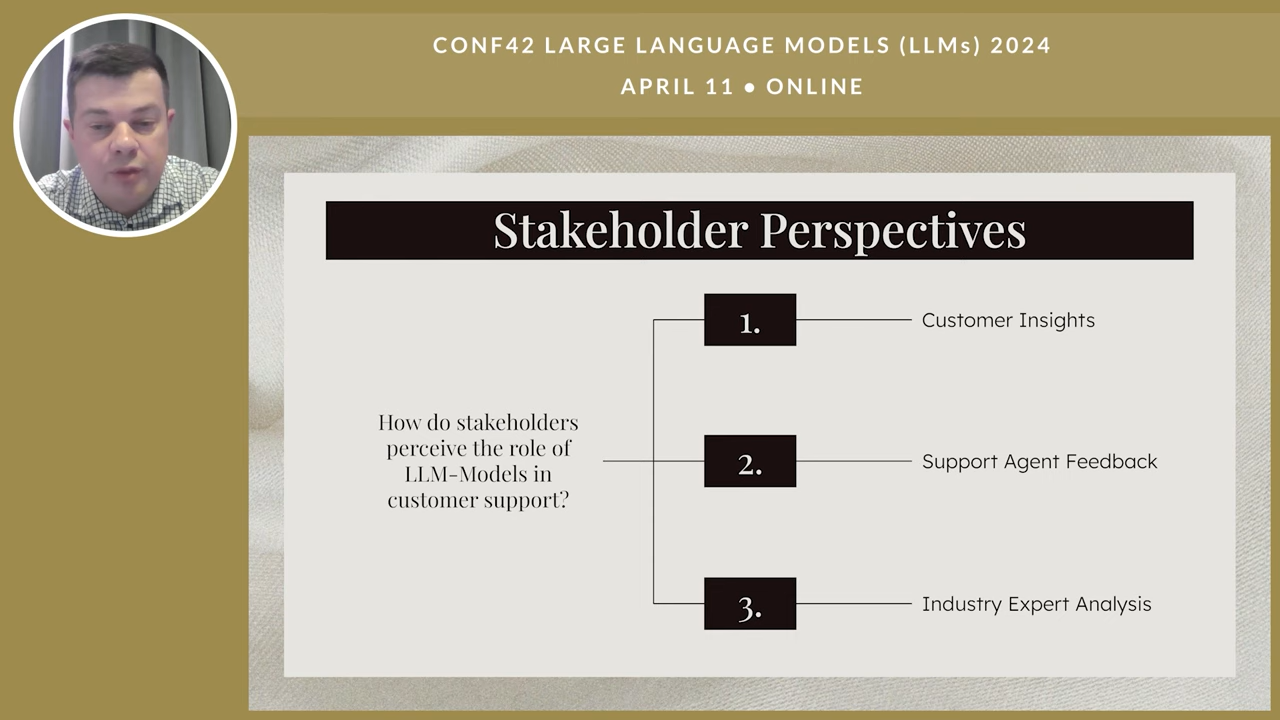 CONF42 LARGE LANGUAGE MODELS (LLMs) 2024
APRIL 11 • ONLINE
Stakeholder Perspectives
How do stakeholders
perceive the role of
LLM-Models in
customer support?
1.
Customer Insights
2.
Support Agent Feedback
3.
Industry Expert Analysis